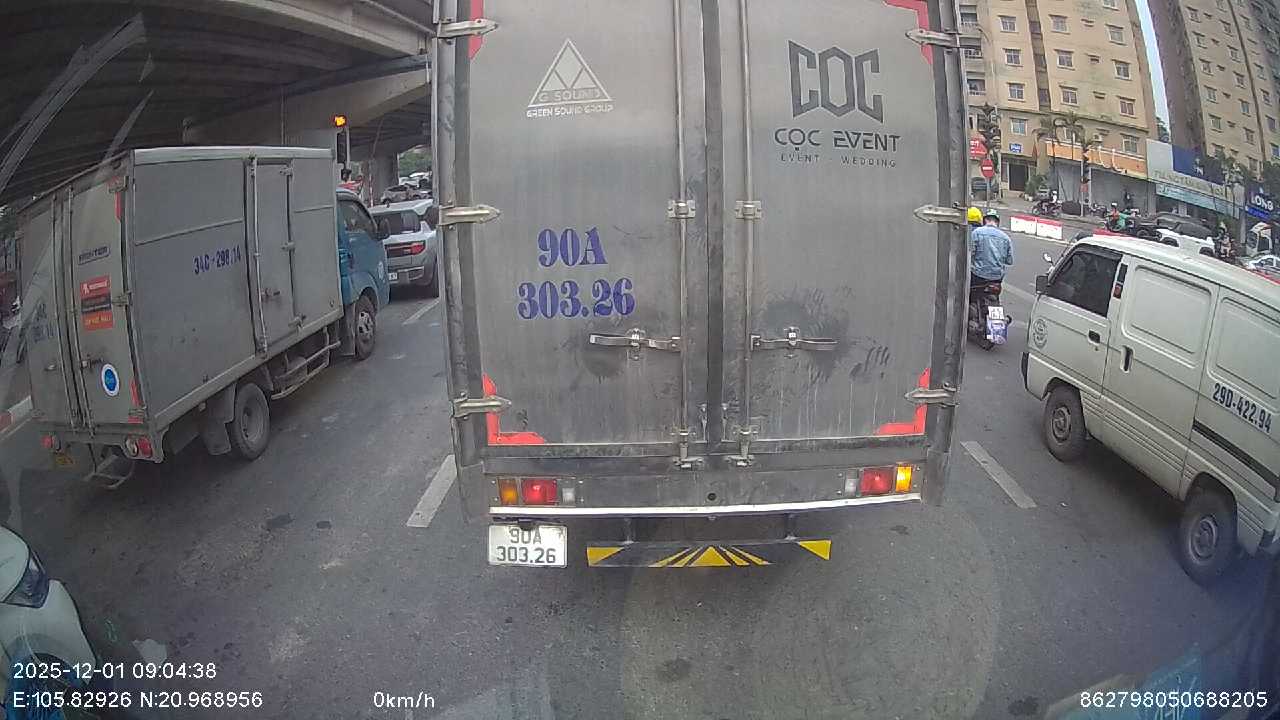 G SOUND
GREEN SOUND GROUP
COC
CỌC EVENT
EVENT - WEDDING
90A
303.26
34C-298.14
29D-422.94
LONG
90A
303.26
2025-12-01 09:04:38
E:105.82926 N:20.968956
0km/h
862798050688205